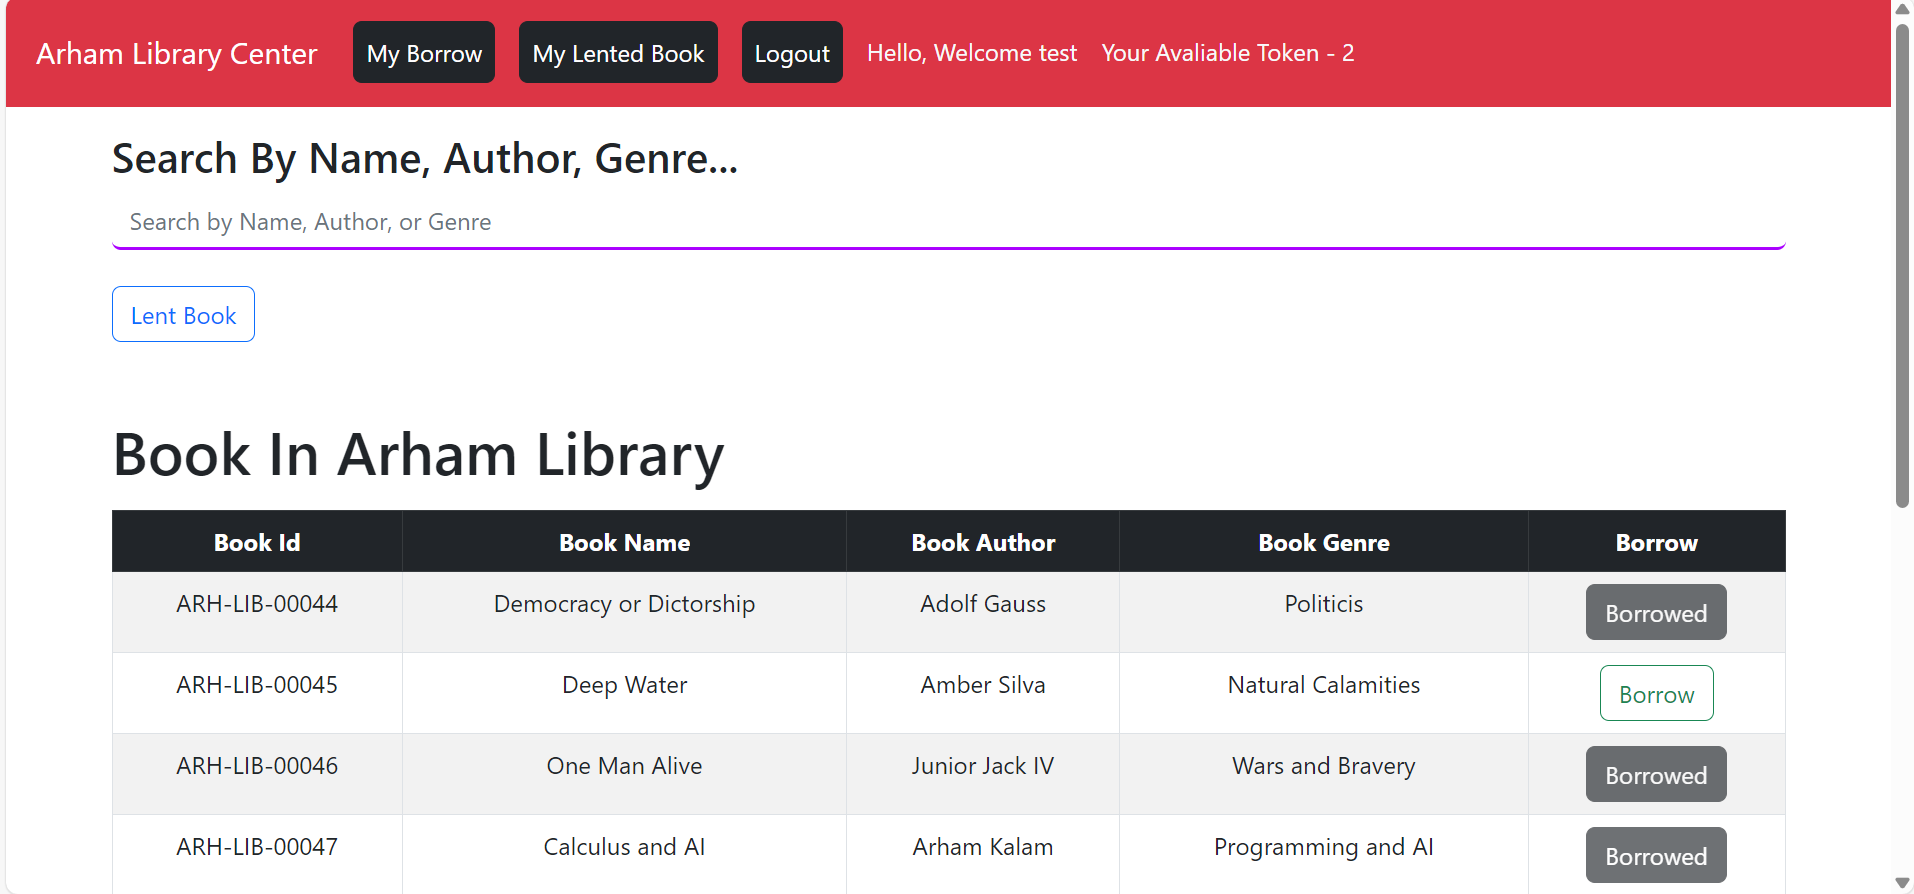 Arham Library Center My Borrow My Lented Book Logout Hello, Welcome test Your Avaliable Token - 2
Search By Name, Author, Genre...
Search by Name, Author, or Genre
Lent Book
Book In Arham Library
Book Id Book Name Book Author Book Genre Borrow
ARH-LIB-00044 Democracy or Dictorship Adolf Gauss Politicis Borrowed
ARH-LIB-00045 Deep Water Amber Silva Natural Calamities Borrow
ARH-LIB-00046 One Man Alive Junior Jack IV Wars and Bravery Borrowed
ARH-LIB-00047 Calculus and AI Arham Kalam Programming and AI Borrowed